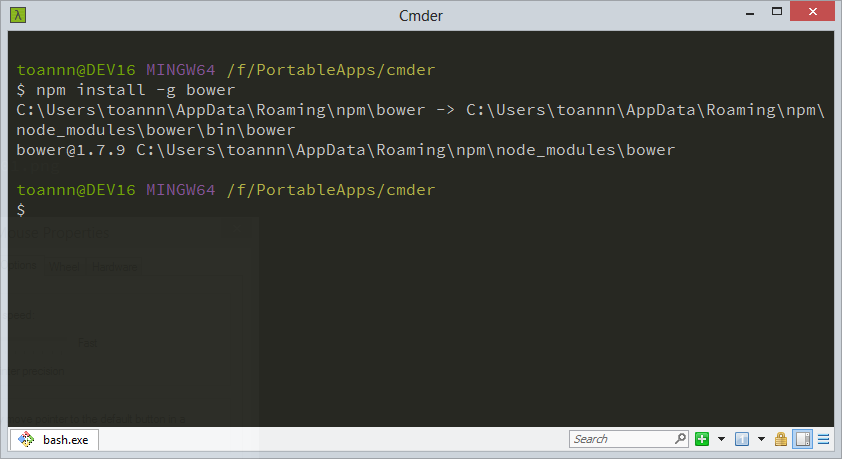 Cmder
toannn@DEV16 MINGW64 /f/PortableApps/cmder
$ npm install -g bower
C:\Users\toannn\AppData\Roaming\npm\bower -> C:\Users\toannn\AppData\Roaming\npm\
node_modules\bower\bin\bower
bower@1.7.9 C:\Users\toannn\AppData\Roaming\npm\node_modules\bower
toannn@DEV16 MINGW64 /f/PortableApps/cmder
$
Properties
bash.exe
Search
1